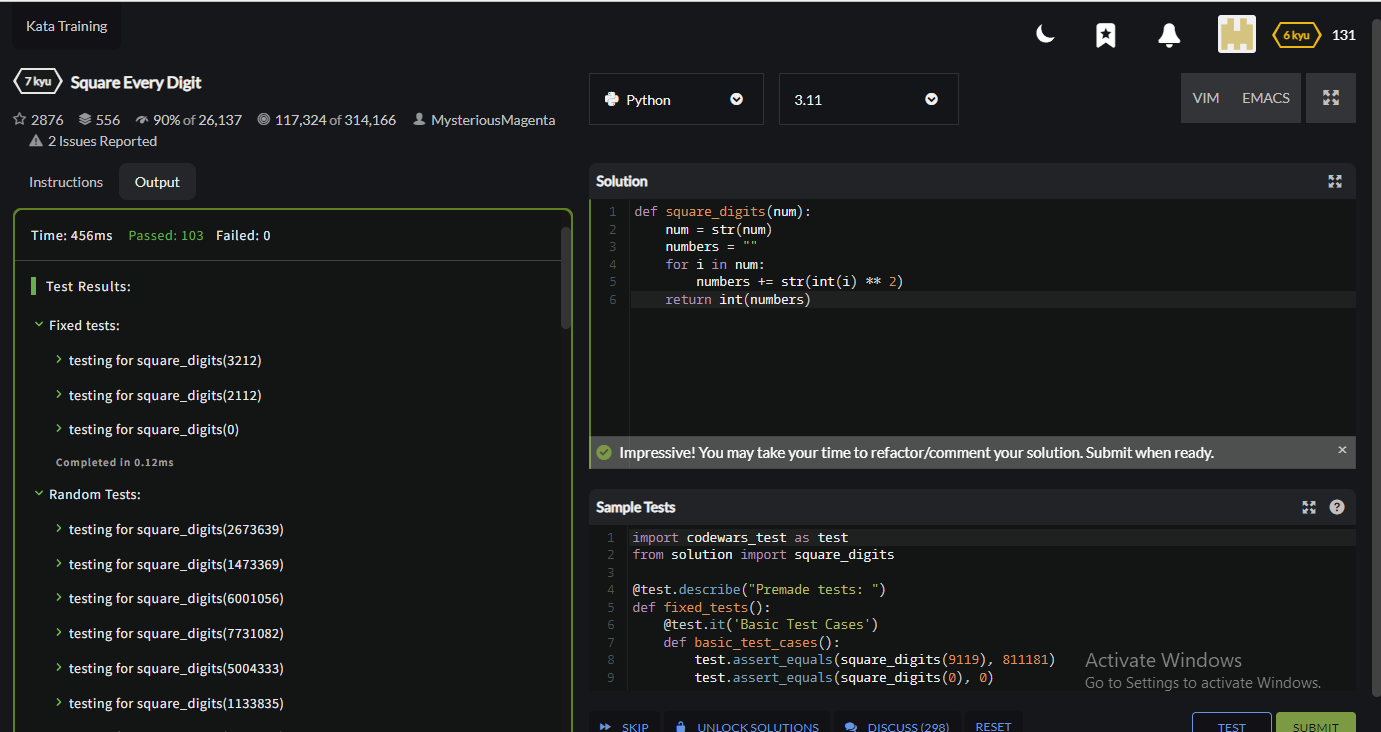 Kata Training
6 kyu 131
7 kyu Square Every Digit
2876 556 90% of 26,137 117,324 of 314,166 MysteriousMagenta
2 Issues Reported
Instructions Output
Time: 456ms Passed: 103 Failed: 0
Test Results:
Fixed tests:
testing for square_digits(3212)
testing for square_digits(2112)
testing for square_digits(0)
Completed in 0.12ms
Random Tests:
testing for square_digits(2673639)
testing for square_digits(1473369)
testing for square_digits(6001056)
testing for square_digits(7731082)
testing for square_digits(5004333)
testing for square_digits(1133835)
Python 3.11 VIM EMACS
Solution
1 def square_digits(num):
2 num = str(num)
3 numbers = ""
4 for i in num:
5 numbers += str(int(i) ** 2)
6 return int(numbers)
Impressive! You may take your time to refactor/comment your solution. Submit when ready.
Sample Tests
1 import codewars_test as test
2 from solution import square_digits
3
4 @test.describe("Premade tests: ")
5 def fixed_tests():
6 @test.it('Basic Test Cases')
7 def basic_test_cases():
8 test.assert_equals(square_digits(9119), 811181)
9 test.assert_equals(square_digits(0), 0)
Activate Windows
Go to Settings to activate Windows.
SKIP UNLOCK SOLUTIONS DISCUSS (298) RESET TEST SUBMIT